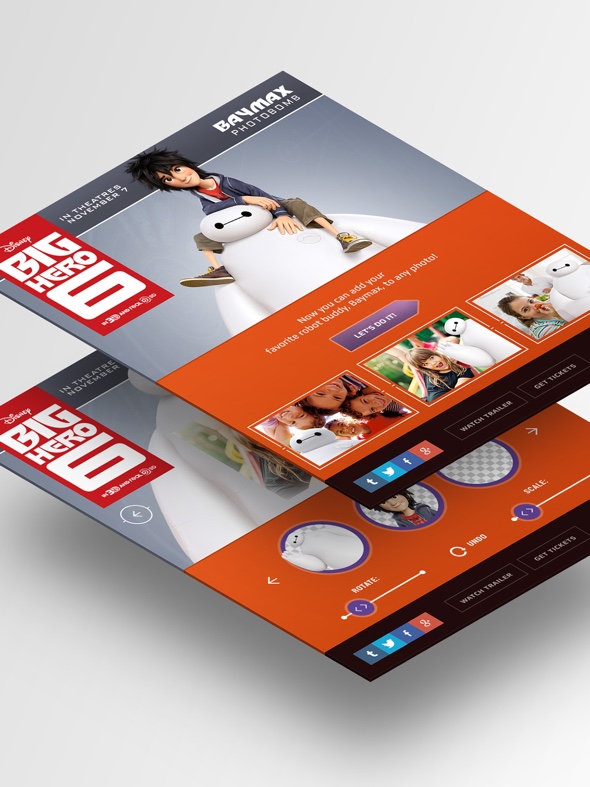 BAYMAX
PHOTOBOMB
IN THEATRES
NOVEMBER 7
Disney
BIG
HERO
6
IN 3D AND REAL D 3D
Now you can add your
favorite robot buddy, Baymax, to any photo!
LET'S DO IT!
WATCH TRAILER
GET TICKETS
t
f
g+
IN THEATRES
NOVEMBER
Disney
BIG
HERO
6
IN 3D AND REAL D 3D
SCALE:
UNDO
ROTATE:
WATCH TRAILER
GET TICKETS
t
f
g+